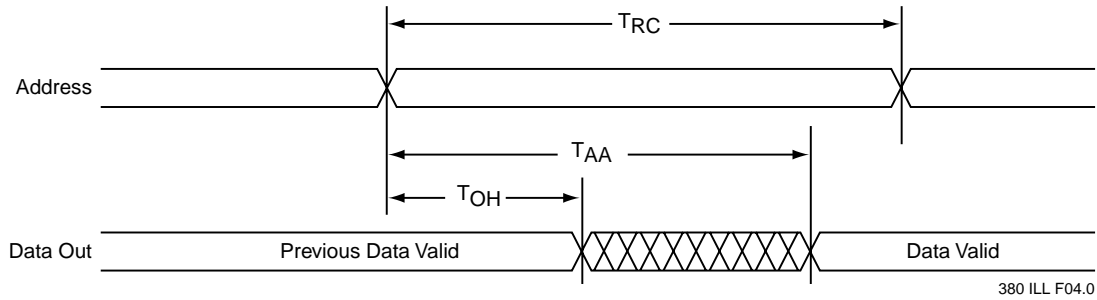 TRC
Address
TAA
TOH
Data Out
Previous Data Valid
Data Valid
380 ILL F04.0